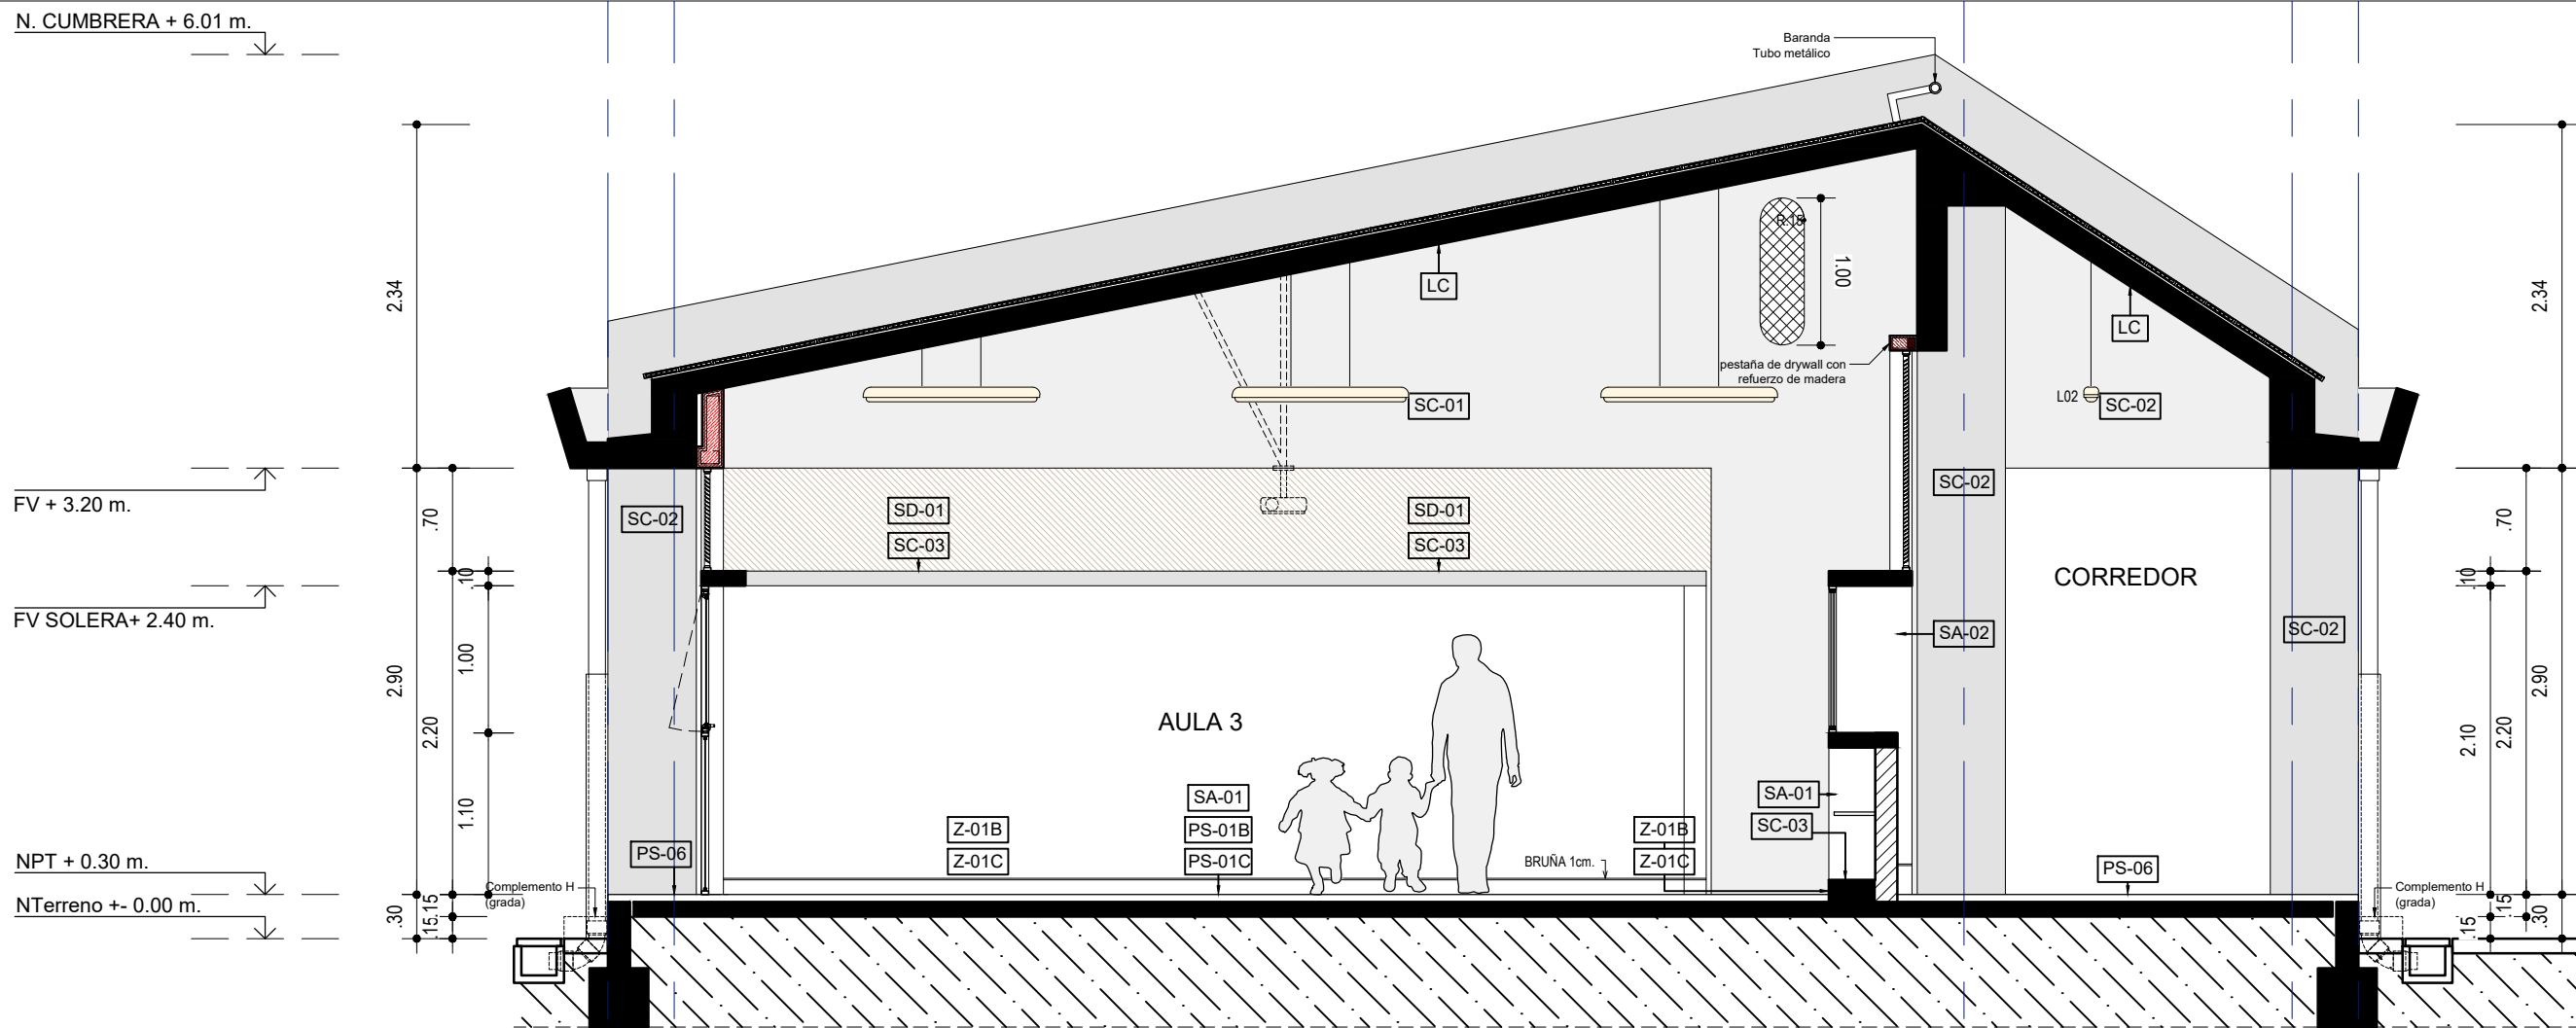 N. CUMBRERA + 6.01 m.
Baranda
Tubo metálico
R.15
1.00
LC
LC
2.34
2.34
pestaña de drywall con
refuerzo de madera
L02
SC-01
SC-02
FV + 3.20 m.
SC-02
SD-01
SC-03
SD-01
SC-03
SC-02
.70
.70
.10
.10
CORREDOR
FV SOLERA+ 2.40 m.
SA-02
SC-02
1.00
2.90
2.20
AULA 3
2.90
2.20
2.10
1.10
SA-01
PS-01B
PS-01C
Z-01B
Z-01C
SA-01
SC-03
Z-01B
Z-01C
BRUÑA 1cm.
PS-06
PS-06
NPT + 0.30 m.
Complemento H
(grada)
Complemento H
(grada)
NTerreno +- 0.00 m.
.30
.15
.15
.15
.15
.30